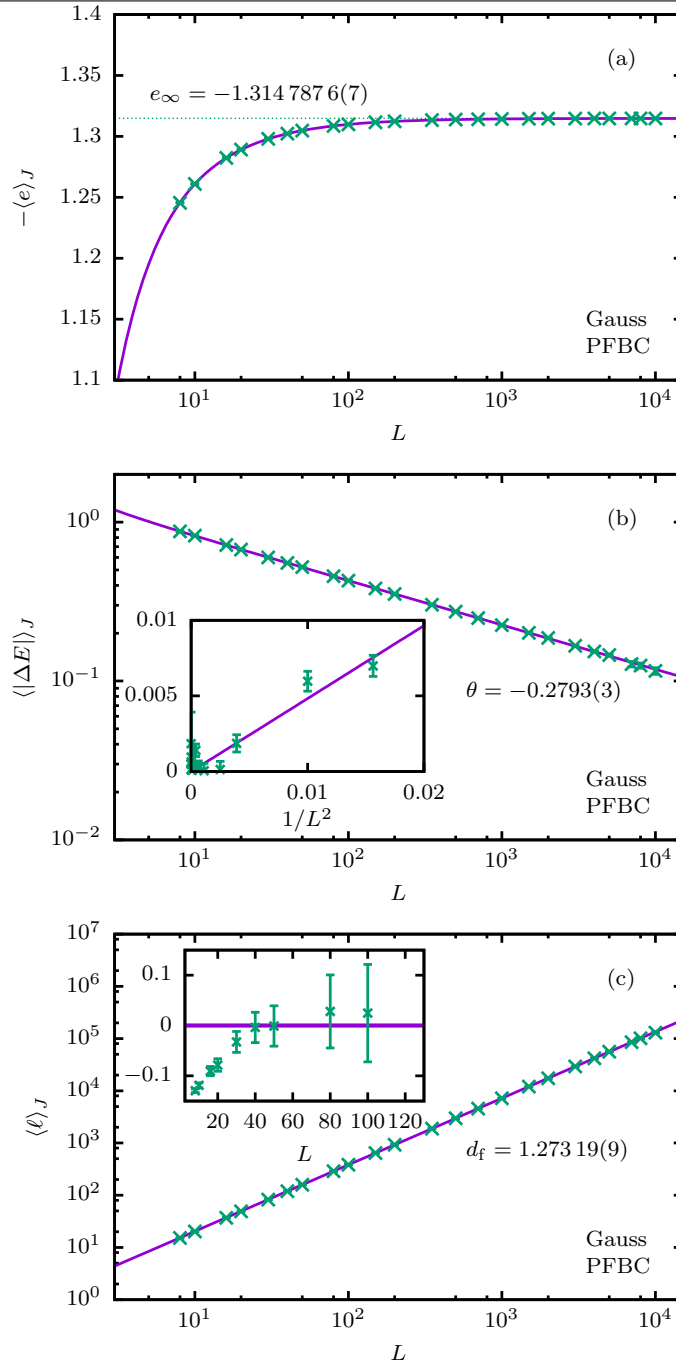 (a)
1.4
1.35
1.3
1.25
1.2
1.15
1.1
−⟨e⟩_J
e_∞ = −1.314 787 6(7)
Gauss
PFBC
10^1 10^2 10^3 10^4
L
(b)
10^0
10^−1
10^−2
⟨|ΔE|⟩_J
0.01
0.005
0
0 0.01 0.02
1/L^2
θ = −0.2793(3)
Gauss
PFBC
10^1 10^2 10^3 10^4
L
(c)
10^7
10^6
10^5
10^4
10^3
10^2
10^1
10^0
⟨ℓ⟩_J
0.1
0
−0.1
20 40 60 80 100 120
L
d_f = 1.273 19(9)
Gauss
PFBC
10^1 10^2 10^3 10^4
L